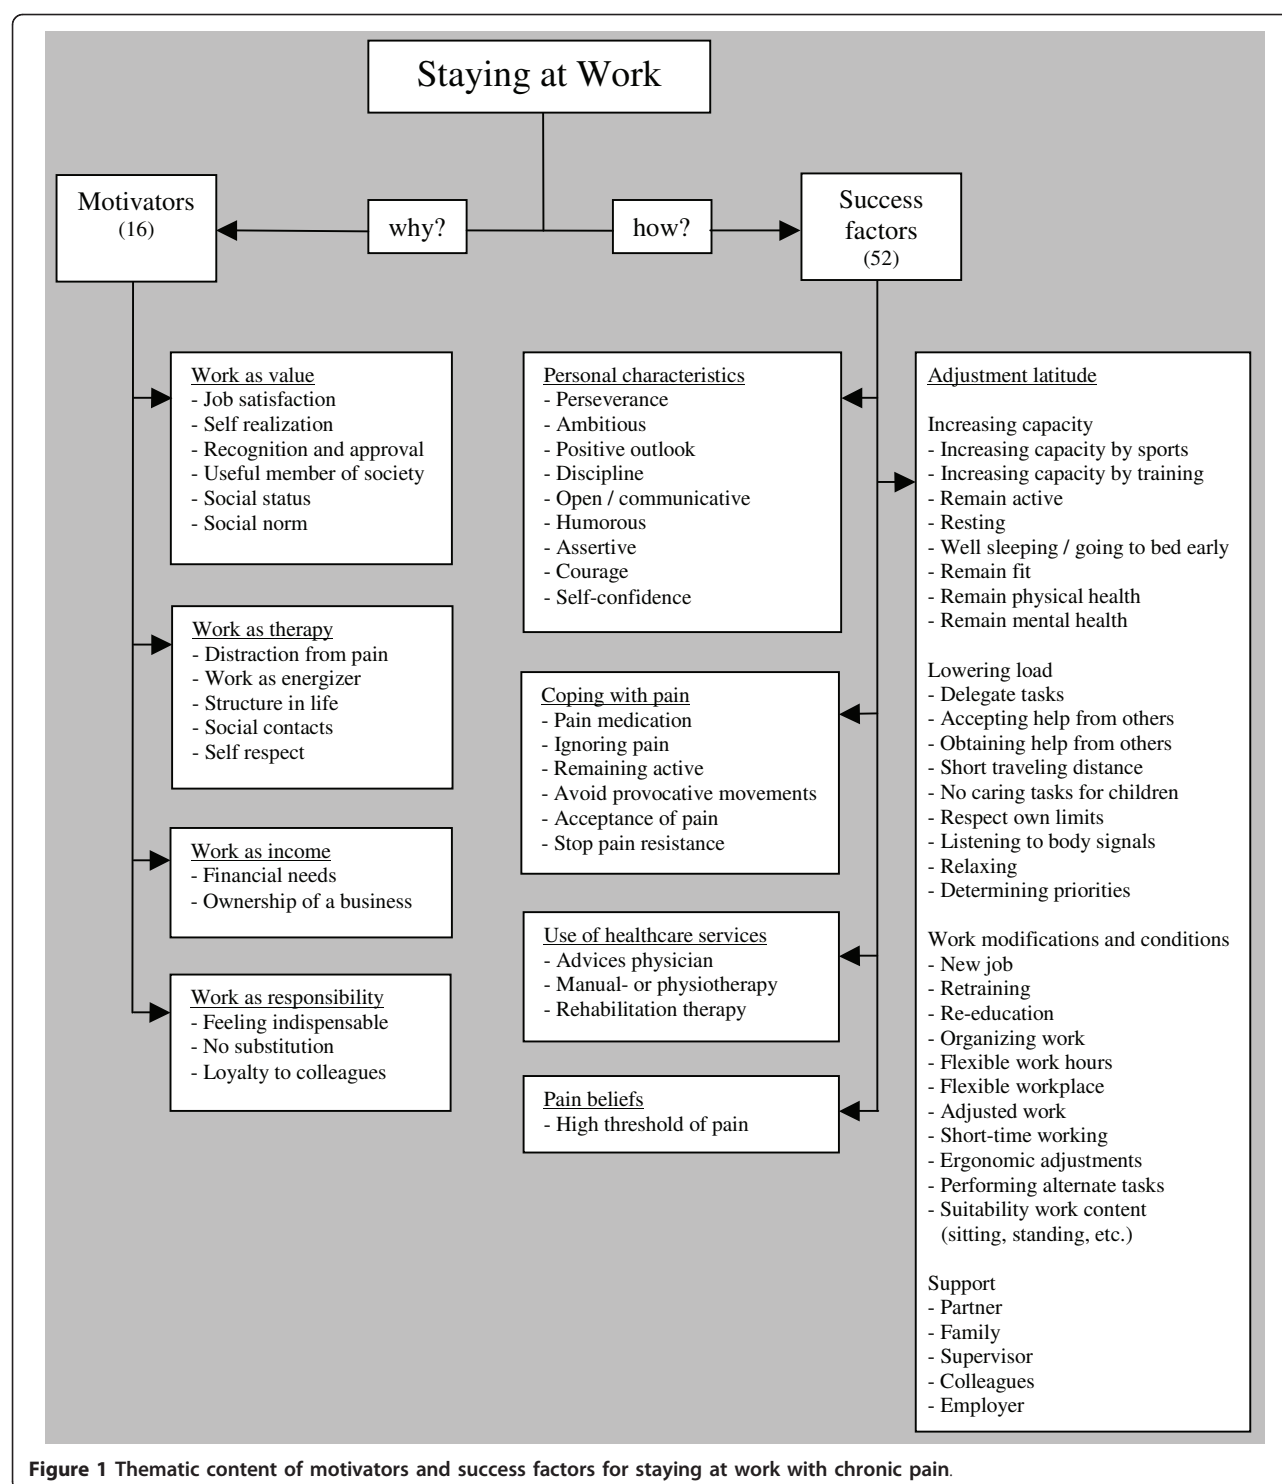 Staying at Work
Motivators
(16)
why?
how?
Success
factors
(52)
Work as value
- Job satisfaction
- Self realization
- Recognition and approval
- Useful member of society
- Social status
- Social norm
Work as therapy
- Distraction from pain
- Work as energizer
- Structure in life
- Social contacts
- Self respect
Work as income
- Financial needs
- Ownership of a business
Work as responsibility
- Feeling indispensable
- No substitution
- Loyalty to colleagues
Personal characteristics
- Perseverance
- Ambitious
- Positive outlook
- Discipline
- Open / communicative
- Humorous
- Assertive
- Courage
- Self-confidence
Coping with pain
- Pain medication
- Ignoring pain
- Remaining active
- Avoid provocative movements
- Acceptance of pain
- Stop pain resistance
Use of healthcare services
- Advices physician
- Manual- or physiotherapy
- Rehabilitation therapy
Pain beliefs
- High threshold of pain
Adjustment latitude
Increasing capacity
- Increasing capacity by sports
- Increasing capacity by training
- Remain active
- Resting
- Well sleeping / going to bed early
- Remain fit
- Remain physical health
- Remain mental health
Lowering load
- Delegate tasks
- Accepting help from others
- Obtaining help from others
- Short traveling distance
- No caring tasks for children
- Respect own limits
- Listening to body signals
- Relaxing
- Determining priorities
Work modifications and conditions
- New job
- Retraining
- Re-education
- Organizing work
- Flexible work hours
- Flexible workplace
- Adjusted work
- Short-time working
- Ergonomic adjustments
- Performing alternate tasks
- Suitability work content
(sitting, standing, etc.)
Support
- Partner
- Family
- Supervisor
- Colleagues
- Employer
Figure 1 Thematic content of motivators and success factors for staying at work with chronic pain.